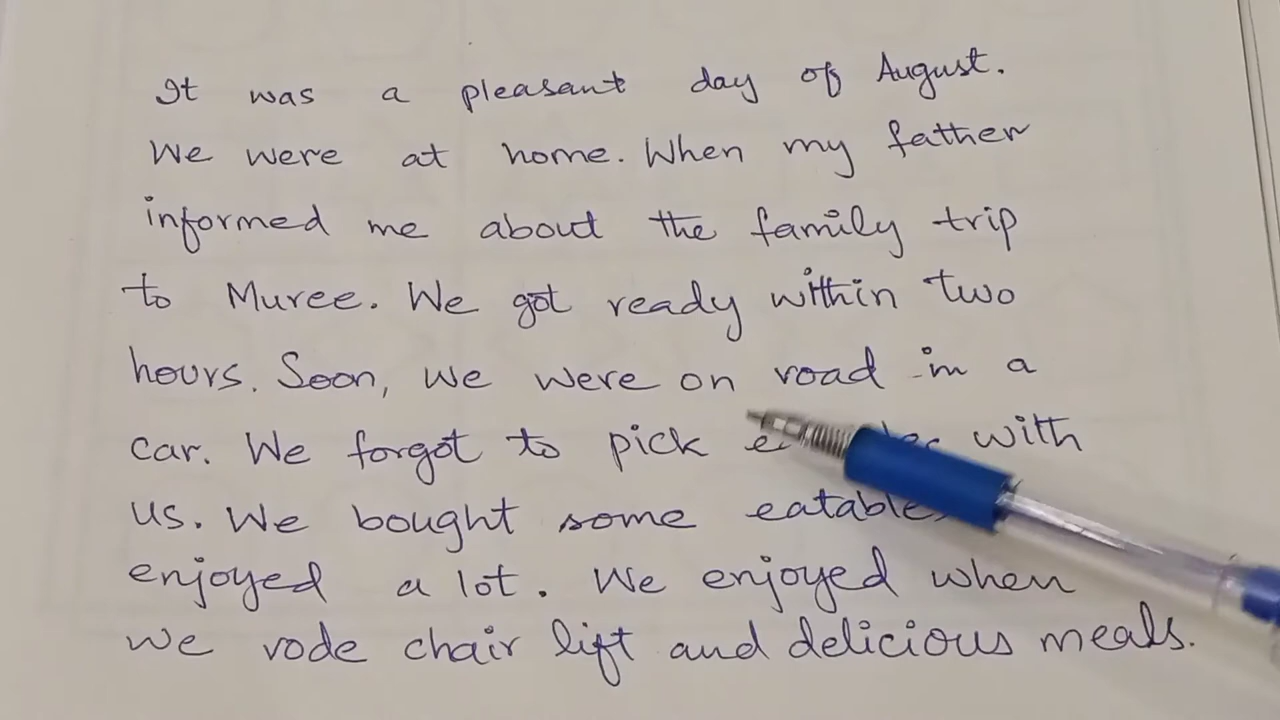 It was a pleasant day of August.
We were at home. When my father
informed me about the family trip
to Muree. We got ready within two
hours. Soon, we were on road in a
car. We forgot to pick with
us. We bought some eatables
enjoyed a lot. We enjoyed when
we rode chair lift and delicious meals.